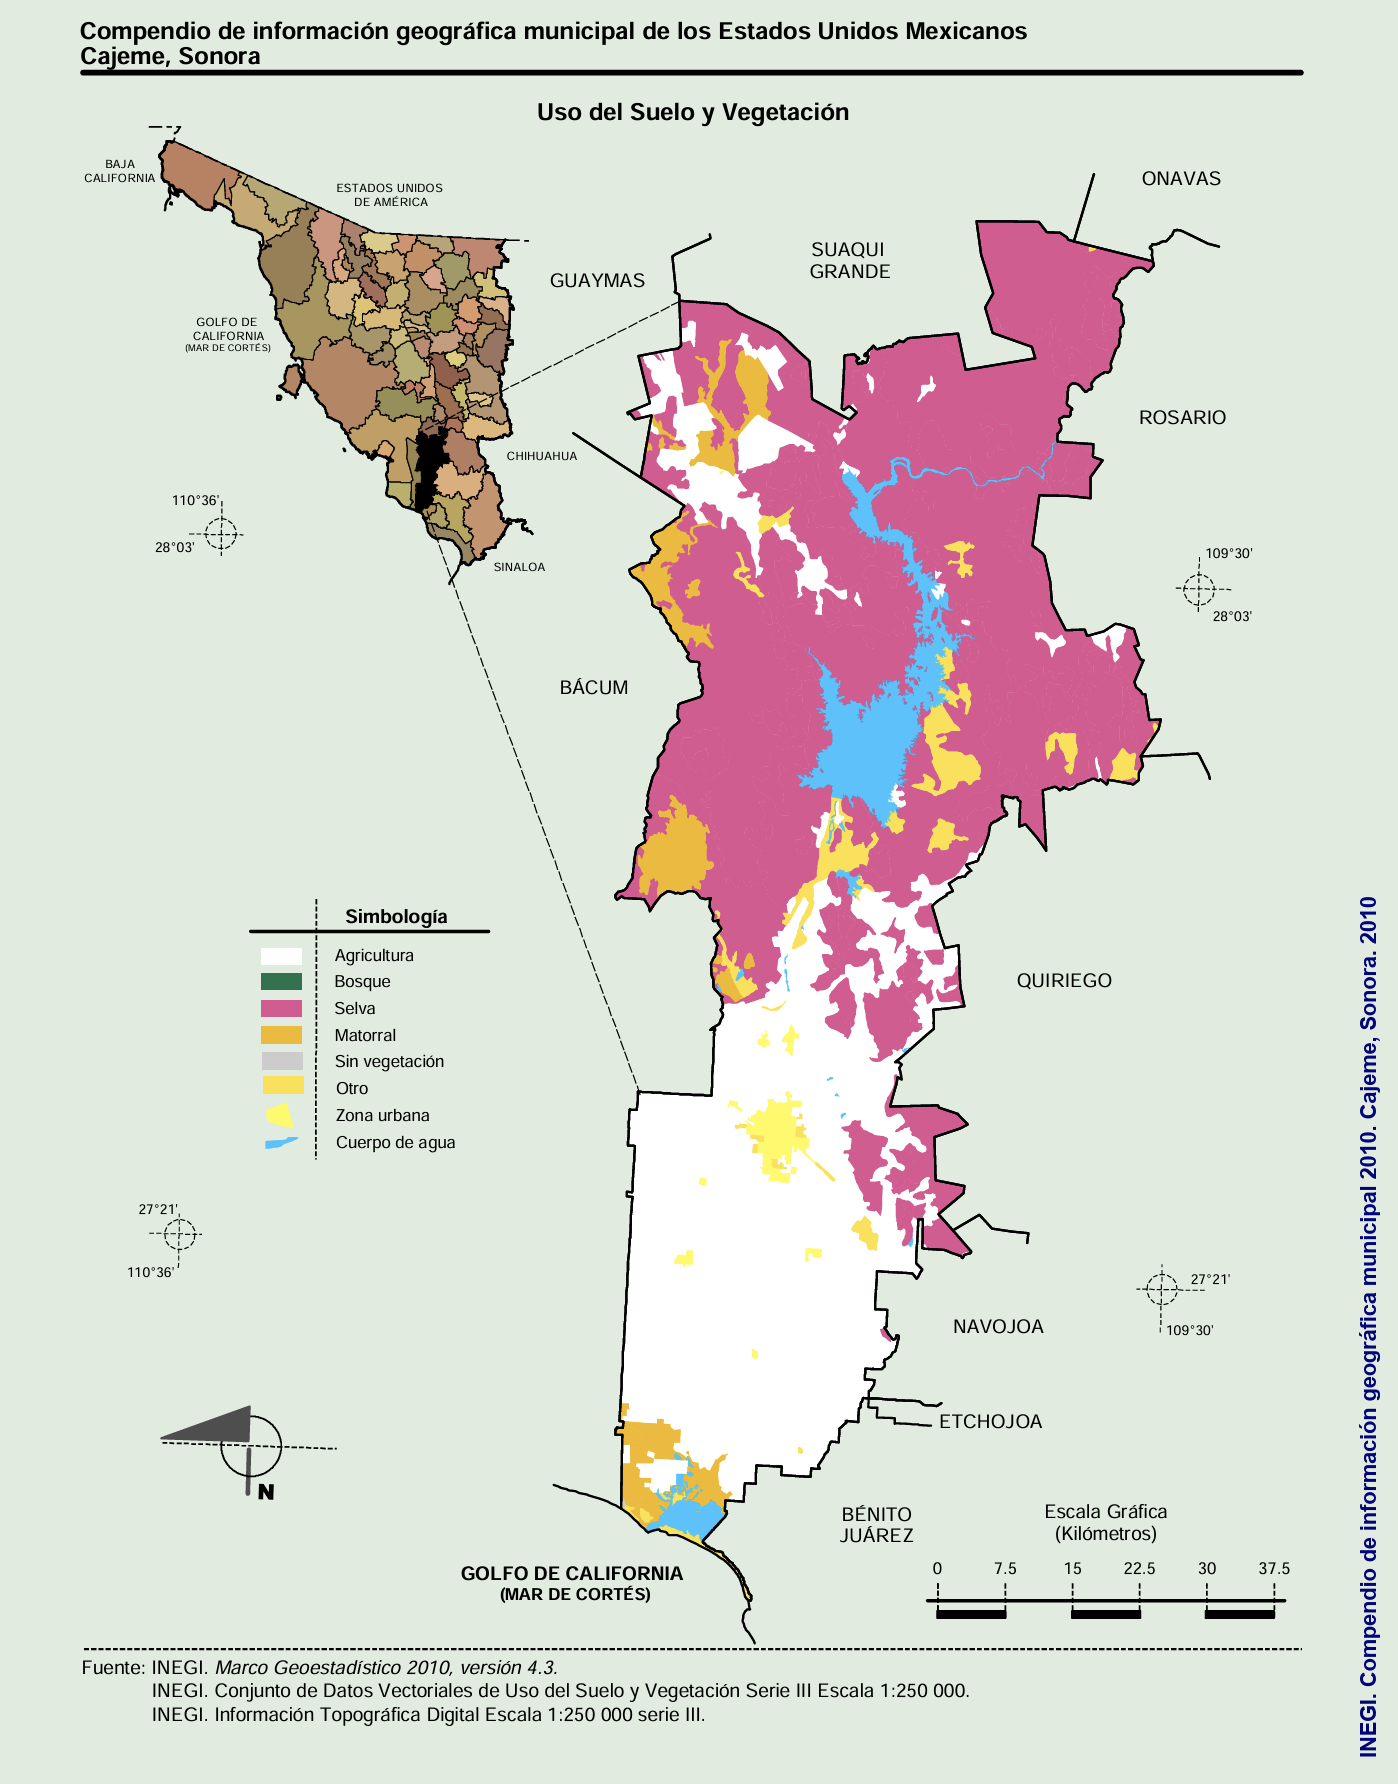 Compendio de información geográfica municipal de los Estados Unidos Mexicanos
Cajeme, Sonora
Uso del Suelo y Vegetación
BAJA
CALIFORNIA
ESTADOS UNIDOS
DE AMÉRICA
GOLFO DE
CALIFORNIA
(MAR DE CORTÉS)
CHIHUAHUA
SINALOA
110°36'
28°03'
GUAYMAS
SUAQUI
GRANDE
ONAVAS
ROSARIO
109°30'
28°03'
BÁCUM
QUIRIEGO
Simbología
Agricultura
Bosque
Selva
Matorral
Sin vegetación
Otro
Zona urbana
Cuerpo de agua
27°21'
110°36'
27°21'
109°30'
NAVOJOA
ETCHOJOA
BÉNITO
JUÁREZ
N
GOLFO DE CALIFORNIA
(MAR DE CORTÉS)
Escala Gráfica
(Kilómetros)
0 7.5 15 22.5 30 37.5
Fuente: INEGI. Marco Geoestadístico 2010, versión 4.3.
INEGI. Conjunto de Datos Vectoriales de Uso del Suelo y Vegetación Serie III Escala 1:250 000.
INEGI. Información Topográfica Digital Escala 1:250 000 serie III.
INEGI. Compendio de información geográfica municipal 2010. Cajeme, Sonora. 2010